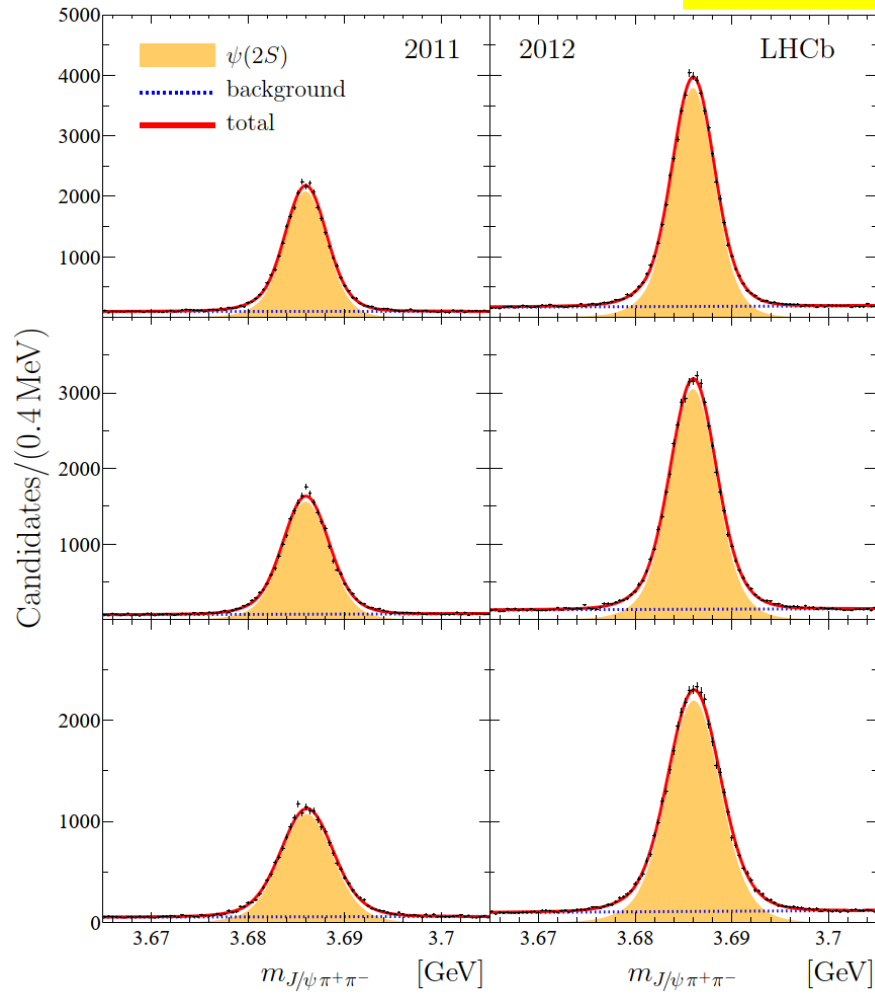 5000
4000
3000
2000
1000
ψ(2S)
background
total
2011
2012
LHCb
Candidates/(0.4 MeV)
3000
2000
1000
2000
1000
0
3.67
3.68
3.69
3.7
3.67
3.68
3.69
3.7
m_{J/ψ π⁺π⁻}
[GeV]
m_{J/ψ π⁺π⁻}
[GeV]